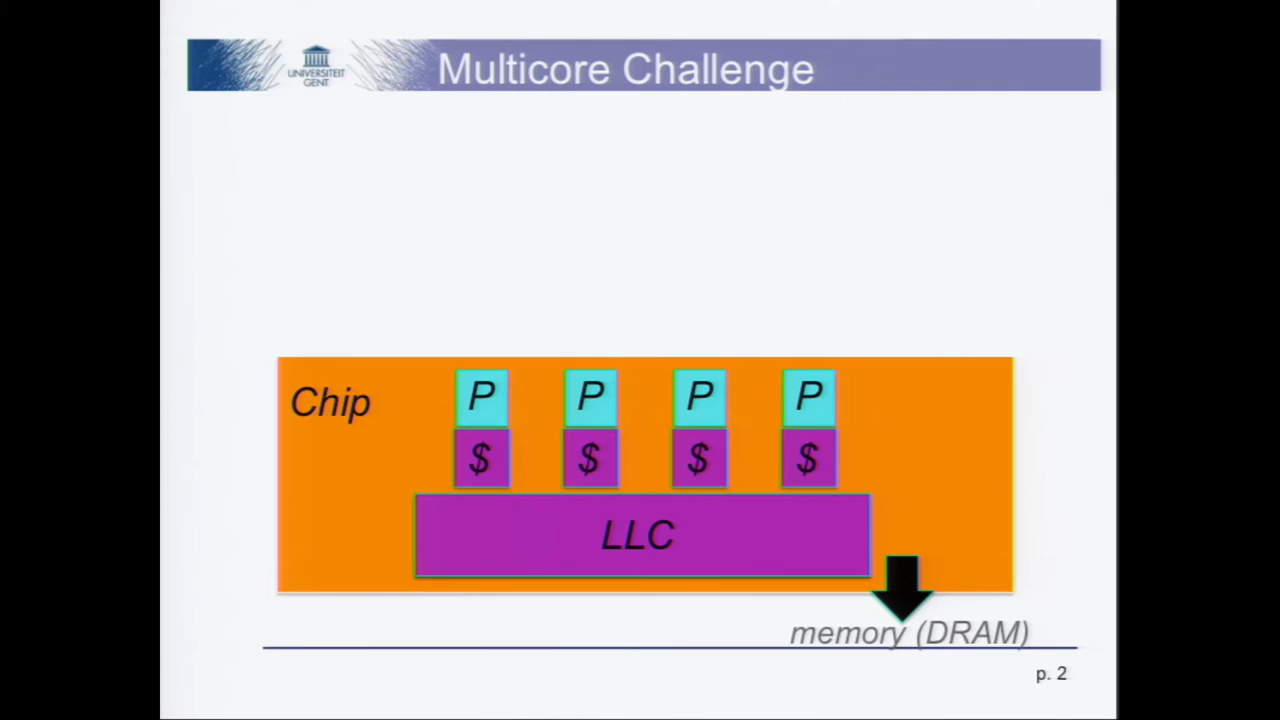 UNIVERSITEIT
GENT
Multicore Challenge
Chip
P P P P
$ $ $ $
LLC
memory (DRAM)
p. 2